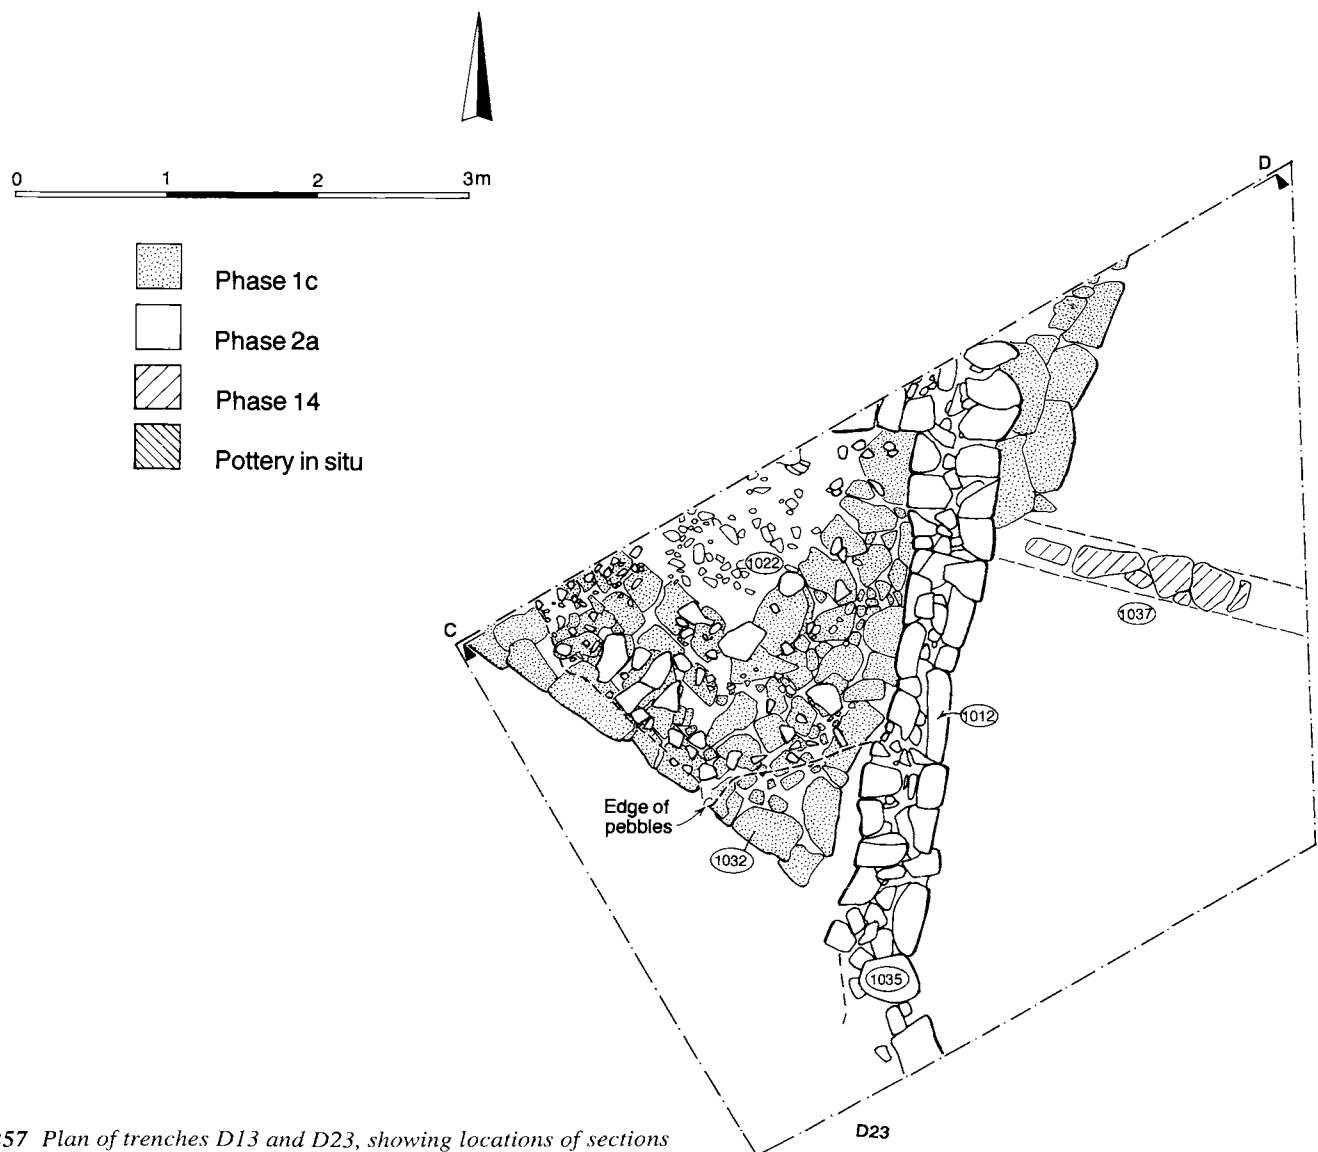 0 1 2 3m
Phase 1c
Phase 2a
Phase 14
Pottery in situ
D
1022
1037
C
1012
Edge of
pebbles
1032
1035
D23
57 Plan of trenches D13 and D23, showing locations of sections